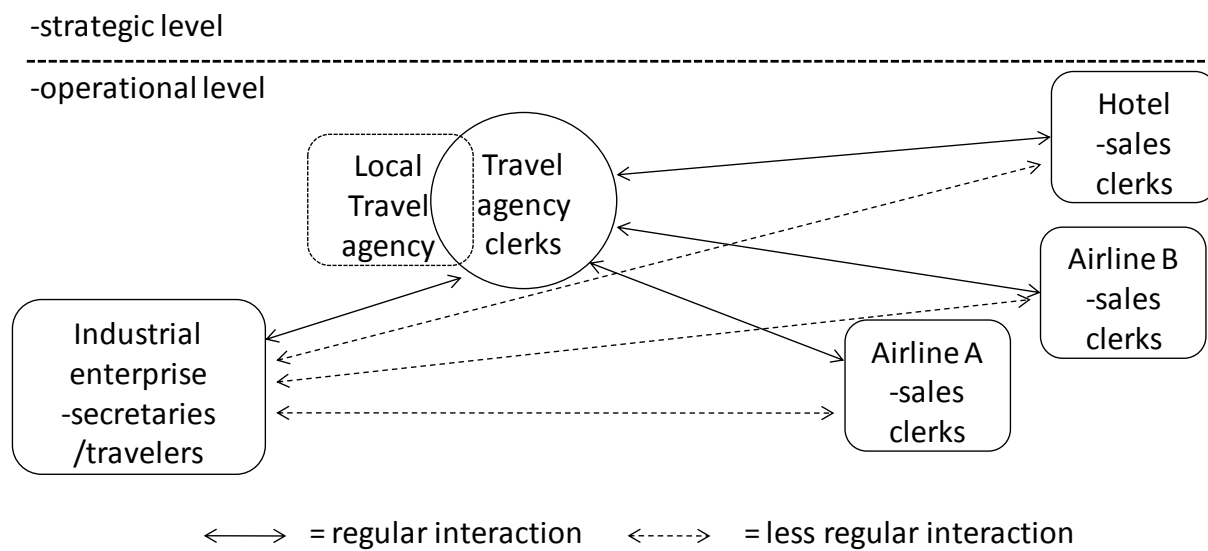 -strategic level
-operational level
Local
Travel
agency
Travel
agency
clerks
Hotel
-sales
clerks
Airline B
-sales
clerks
Airline A
-sales
clerks
Industrial
enterprise
-secretaries
/travelers
= regular interaction
= less regular interaction